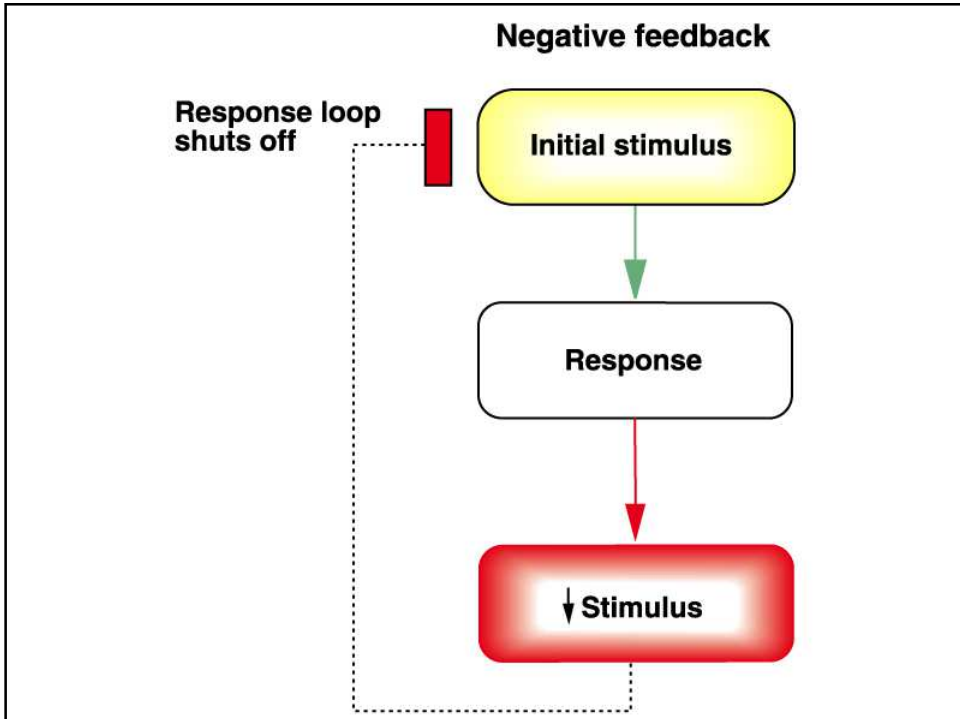 Negative feedback
Response loop
shuts off
Initial stimulus
Response
↓ Stimulus